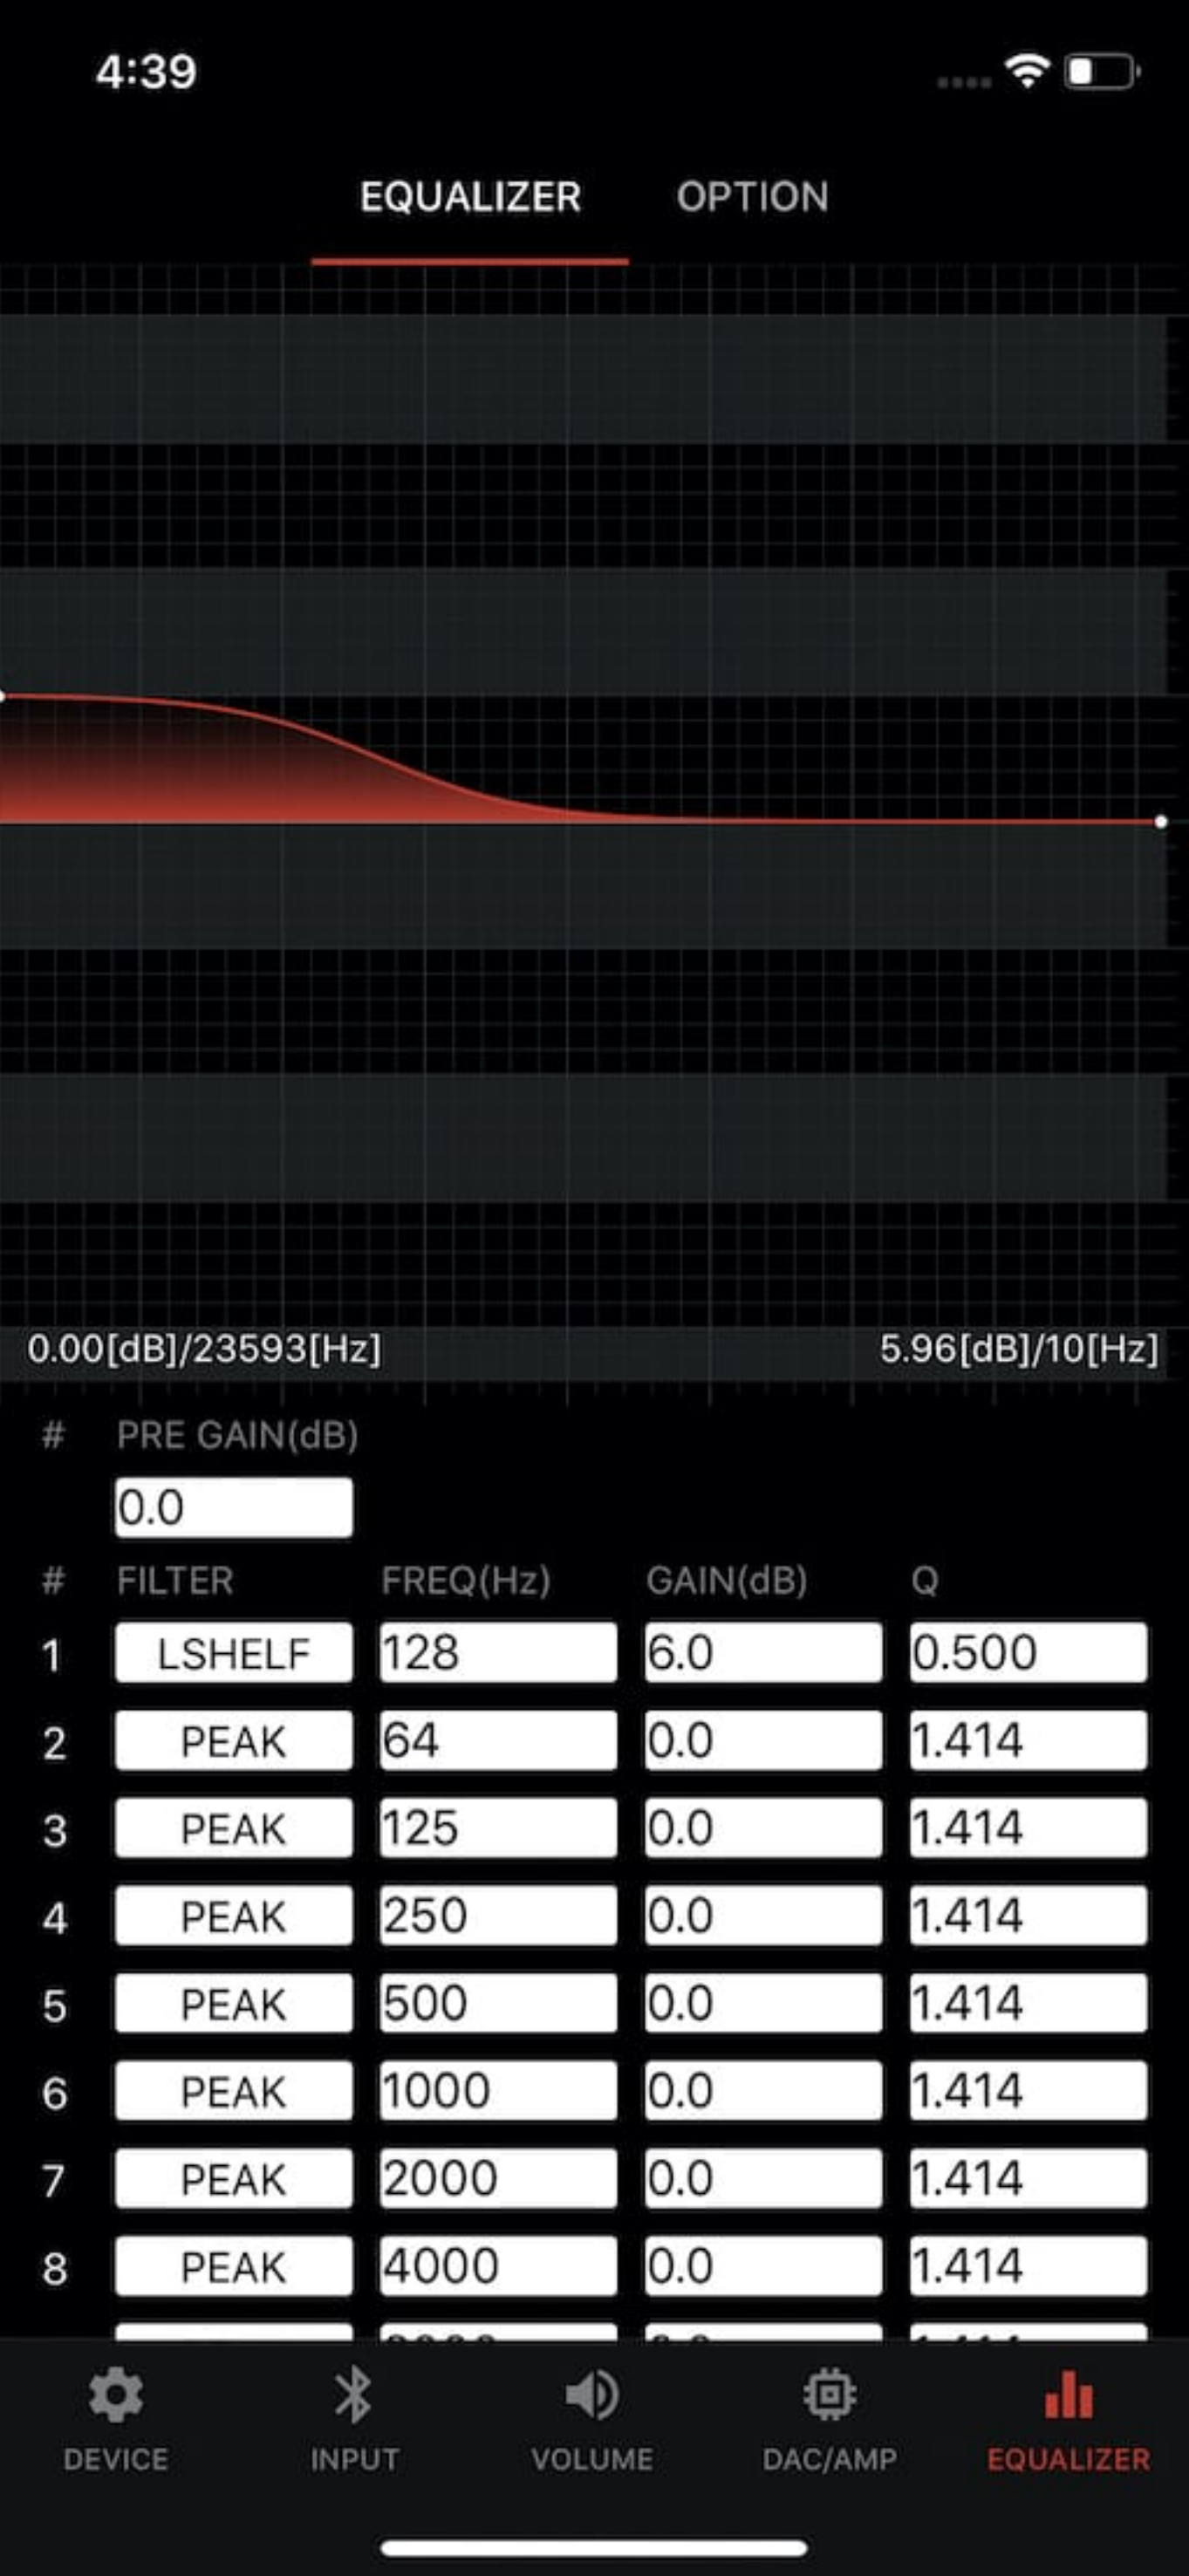 4:39
EQUALIZER OPTION
0.00[dB]/23593[Hz] 5.96[dB]/10[Hz]
# PRE GAIN(dB)
0.0
# FILTER FREQ(Hz) GAIN(dB) Q
1 LSHELF 128 6.0 0.500
2 PEAK 64 0.0 1.414
3 PEAK 125 0.0 1.414
4 PEAK 250 0.0 1.414
5 PEAK 500 0.0 1.414
6 PEAK 1000 0.0 1.414
7 PEAK 2000 0.0 1.414
8 PEAK 4000 0.0 1.414
DEVICE INPUT VOLUME DAC/AMP EQUALIZER